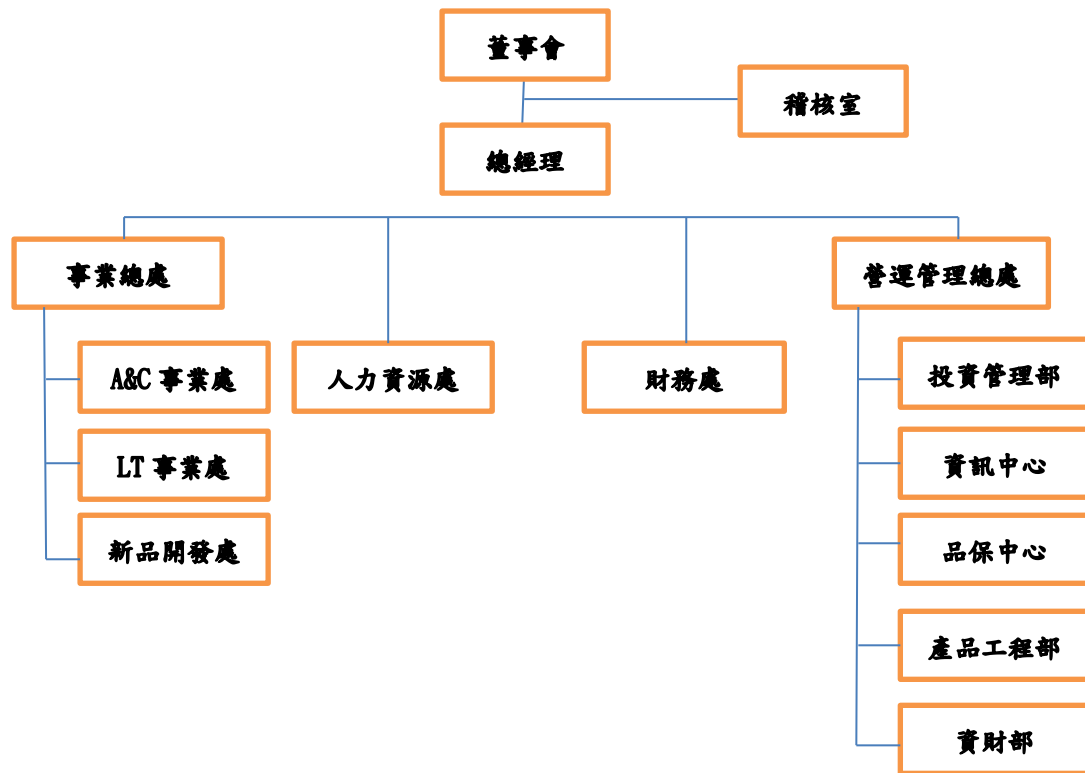 董事會
稽核室
總經理
事業總處
營運管理總處
A&C 事業處
人力資源處
財務處
投資管理部
LT 事業處
資訊中心
新品開發處
品保中心
產品工程部
資財部